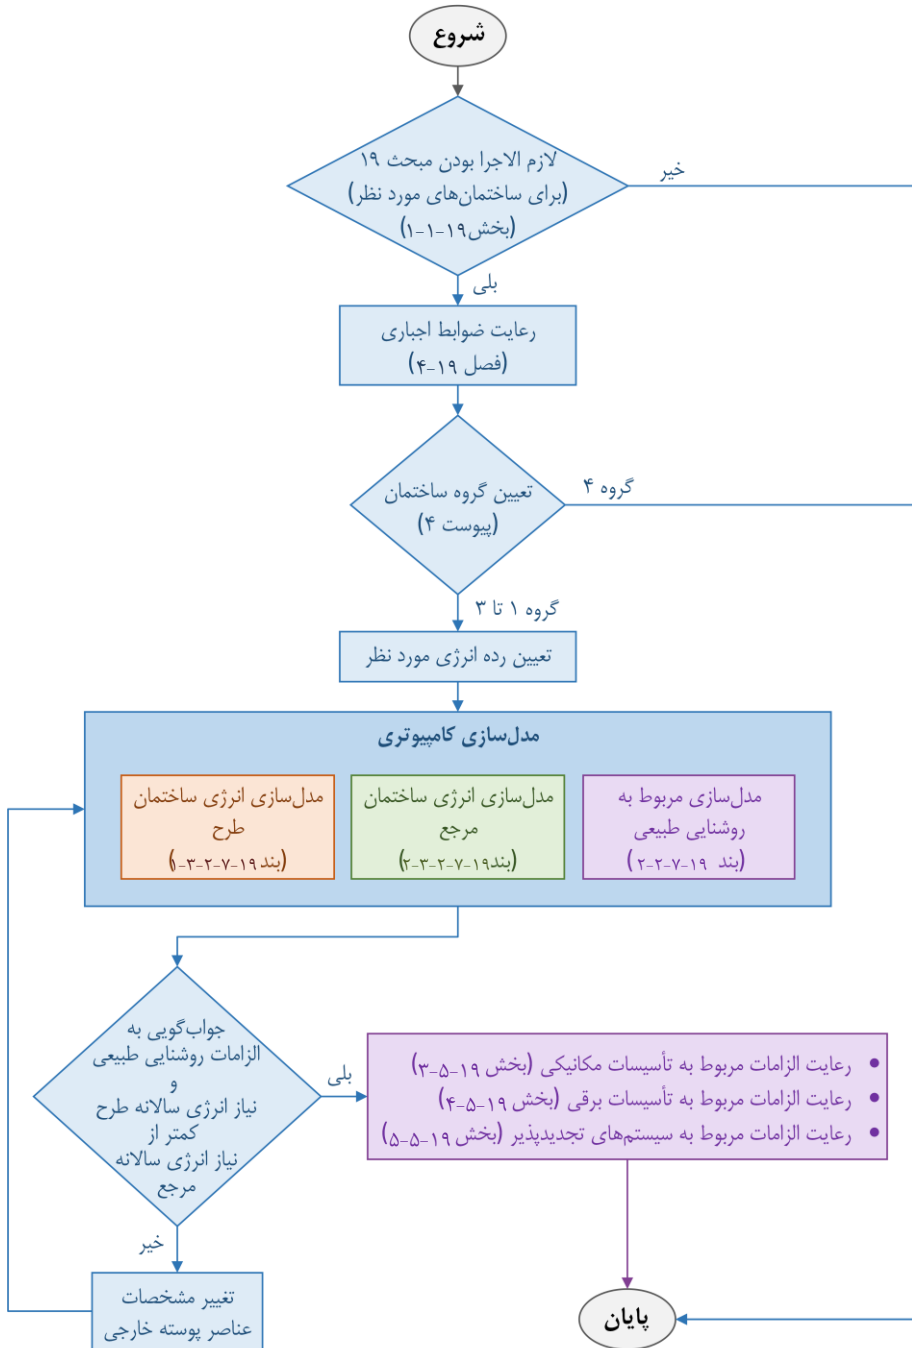 شروع
لازم الاجرا بودن مبحث ۱۹
(برای ساختمان‌های مورد نظر)
(بخش ۱۹-۱-۱)
خیر
بلی
رعایت ضوابط اجباری
(فصل ۱۹-۴)
تعیین گروه ساختمان
(پیوست ۴)
گروه ۴
گروه ۱ تا ۳
تعیین رده انرژی مورد نظر
مدل‌سازی کامپیوتری
مدل‌سازی مربوط به
روشنایی طبیعی
(بند ۱۹-۷-۲-۲)
مدل‌سازی انرژی ساختمان
مرجع
(بند ۱۹-۷-۲-۳-۲)
مدل‌سازی انرژی ساختمان
طرح
(بند ۱۹-۷-۲-۳-۱)
جواب‌گویی به
الزامات روشنایی طبیعی
و
نیاز انرژی سالانه طرح
کمتر از
نیاز انرژی سالانه
مرجع
بلی
• رعایت الزامات مربوط به تأسیسات مکانیکی (بخش ۱۹-۵-۳)
• رعایت الزامات مربوط به تأسیسات برقی (بخش ۱۹-۵-۴)
• رعایت الزامات مربوط به سیستم‌های تجدیدپذیر (بخش ۱۹-۵-۵)
خیر
تغییر مشخصات
عناصر پوسته خارجی
پایان